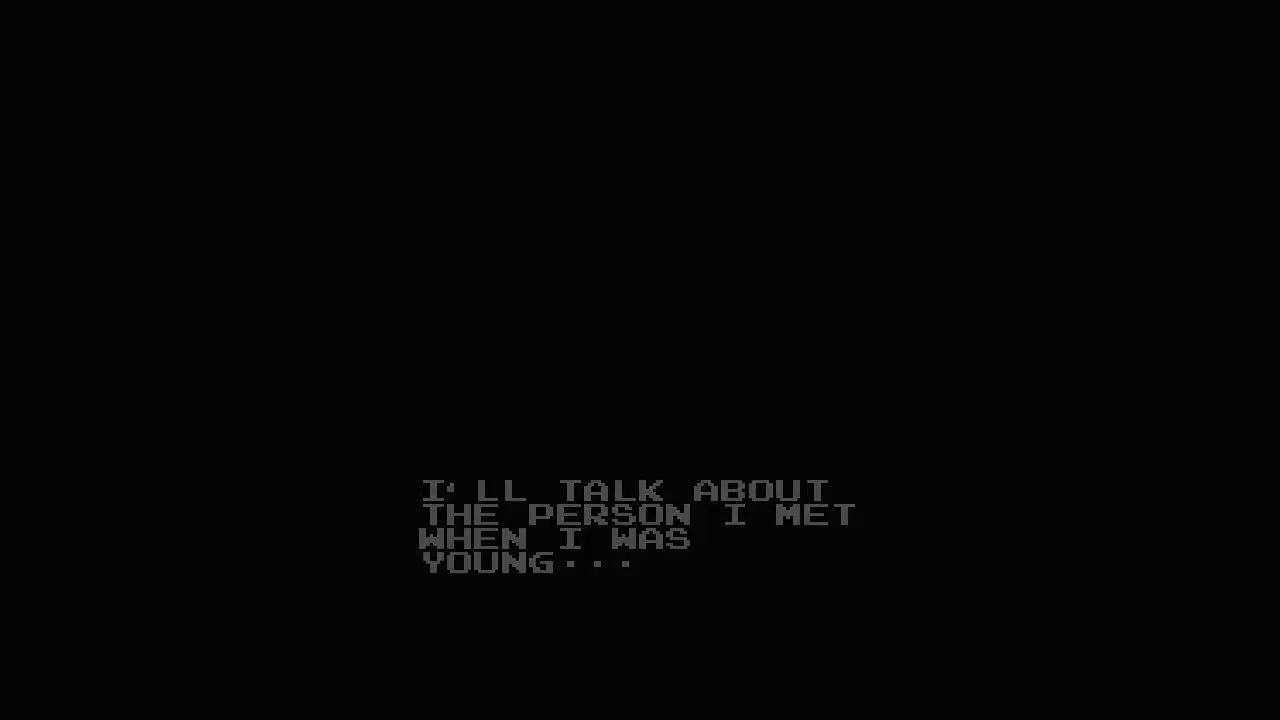 I'LL TALK ABOUT
THE PERSON I MET
WHEN I WAS
YOUNG···